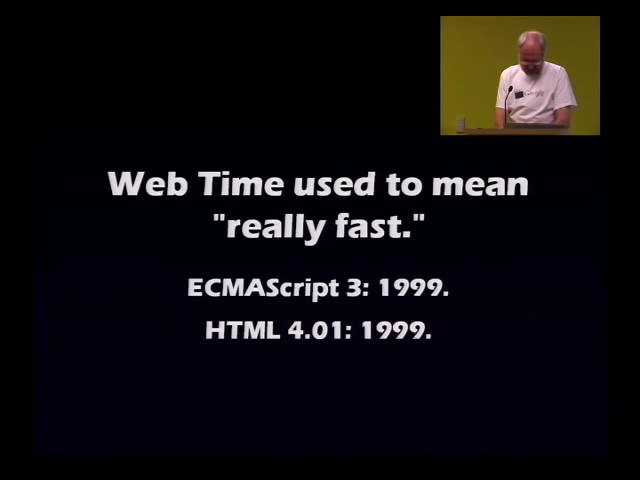 Web Time used to mean
"really fast."
ECMAScript 3: 1999.
HTML 4.01: 1999.